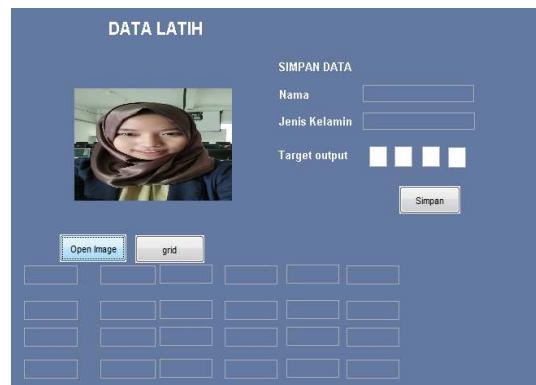 DATA LATIH
SIMPAN DATA
Nama
Jenis Kelamin
Target output
Simpan
Open Image
grid